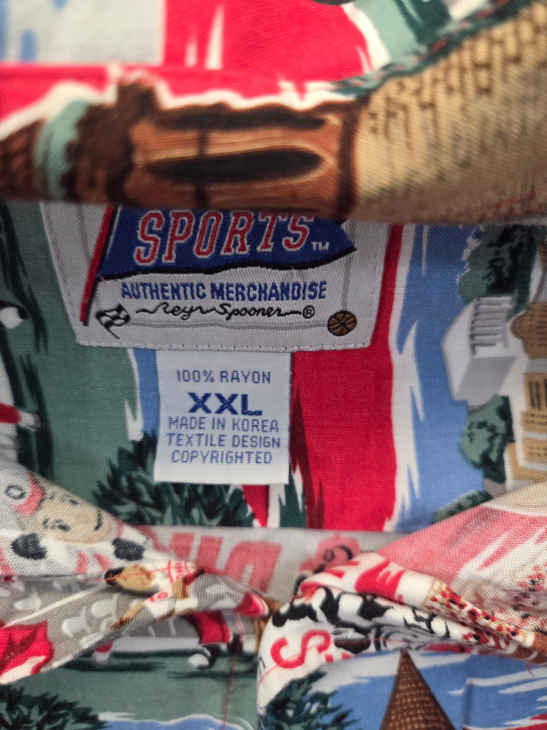 SPORTS™
AUTHENTIC MERCHANDISE
Reyn Spooner®
100% RAYON
XXL
MADE IN KOREA
TEXTILE DESIGN
COPYRIGHTED